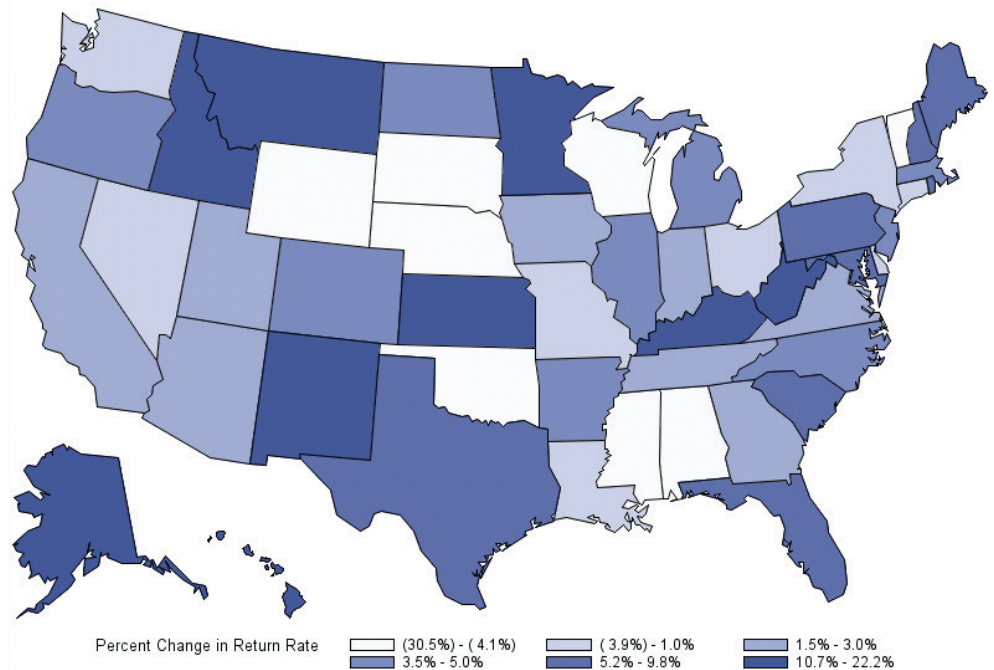 Percent Change in Return Rate (30.5%) - ( 4.1%) ( 3.9%) - 1.0% 1.5% - 3.0%
3.5% - 5.0% 5.2% - 9.8% 10.7% - 22.2%